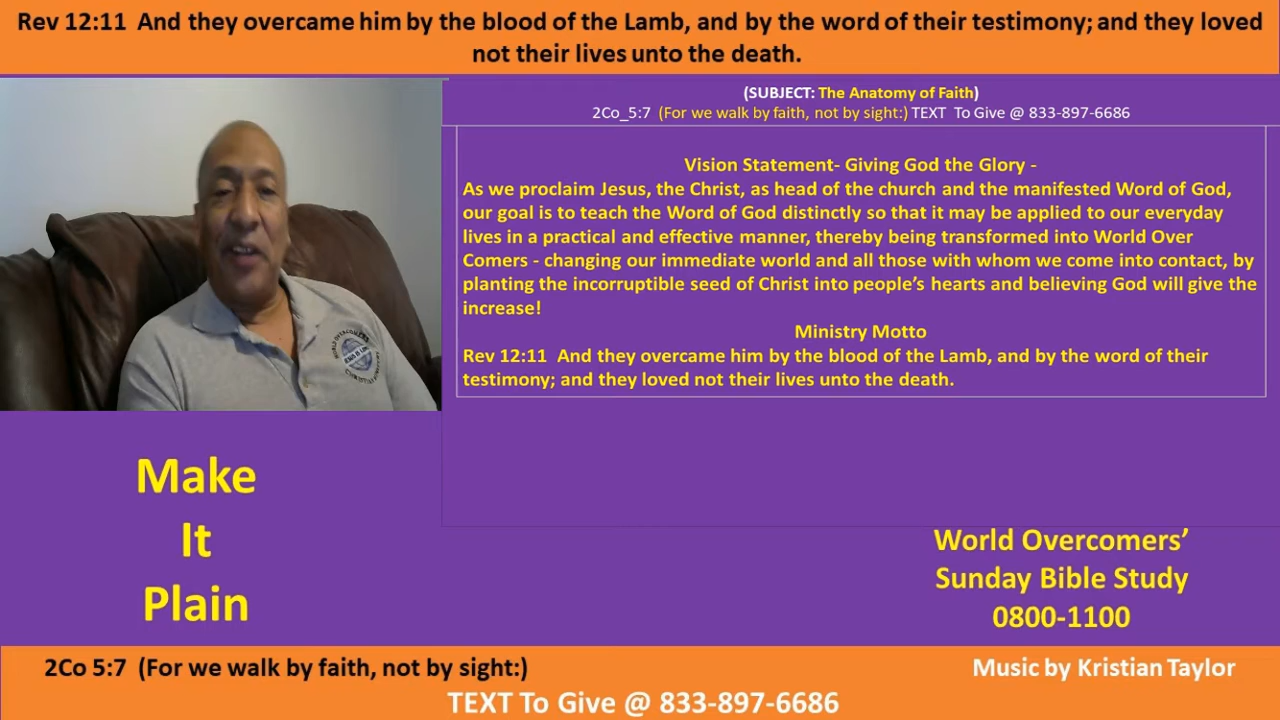 Rev 12:11  And they overcame him by the blood of the Lamb, and by the word of their testimony; and they loved
not their lives unto the death.
(SUBJECT: The Anatomy of Faith)
2Co_5:7  (For we walk by faith, not by sight:) TEXT  To Give @ 833-897-6686
Vision Statement- Giving God the Glory -
As we proclaim Jesus, the Christ, as head of the church and the manifested Word of God,
our goal is to teach the Word of God distinctly so that it may be applied to our everyday
lives in a practical and effective manner, thereby being transformed into World Over
Comers - changing our immediate world and all those with whom we come into contact, by
planting the incorruptible seed of Christ into people’s hearts and believing God will give the
increase!
Ministry Motto
Rev 12:11  And they overcame him by the blood of the Lamb, and by the word of their
testimony; and they loved not their lives unto the death.
Make
It
Plain
World Overcomers’
Sunday Bible Study
0800-1100
2Co 5:7  (For we walk by faith, not by sight:)
Music by Kristian Taylor
TEXT To Give @ 833-897-6686